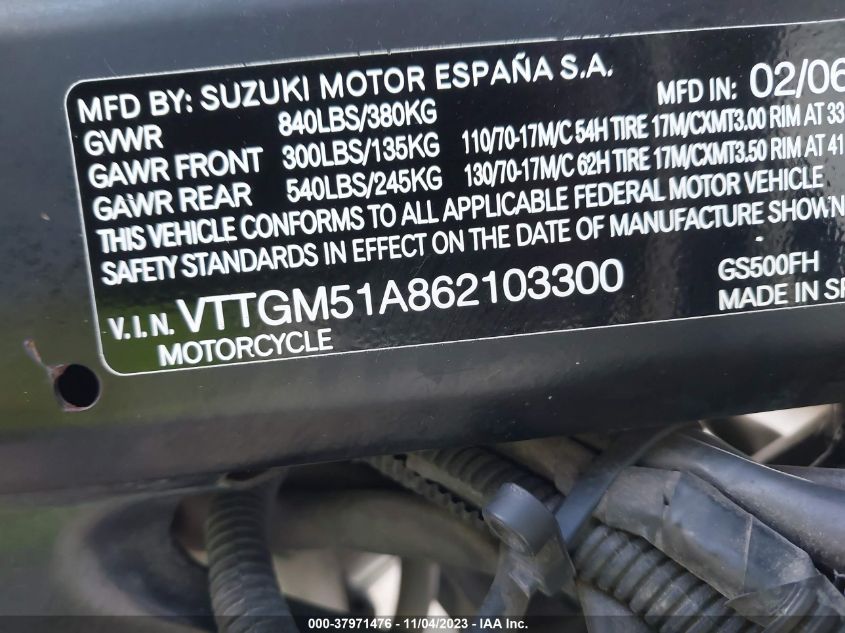 MFD BY: SUZUKI MOTOR ESPAÑA S.A. MFD IN: 02/06
GVWR 840LBS/380KG
GAWR FRONT 300LBS/135KG 110/70-17M/C 54H TIRE 17M/CXMT3.00 RIM AT 33
GAWR REAR 540LBS/245KG 130/70-17M/C 62H TIRE 17M/CXMT3.50 RIM AT 41
THIS VEHICLE CONFORMS TO ALL APPLICABLE FEDERAL MOTOR VEHICLE
SAFETY STANDARDS IN EFFECT ON THE DATE OF MANUFACTURE SHOWN
V.I.N. VTTGM51A862103300 GS500FH
MOTORCYCLE MADE IN SP
000-37971476 - 11/04/2023 - IAA Inc.